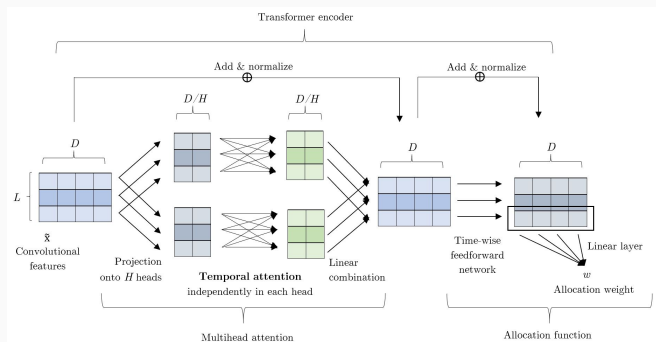 Transformer encoder
Add & normalize
Add & normalize
D/H
D/H
D
D
D
L
x̃
Convolutional
features
Projection
onto H heads
Temporal attention
independently in each head
Linear
combination
Time-wise
feedforward
network
Linear layer
w
Allocation weight
Multihead attention
Allocation function